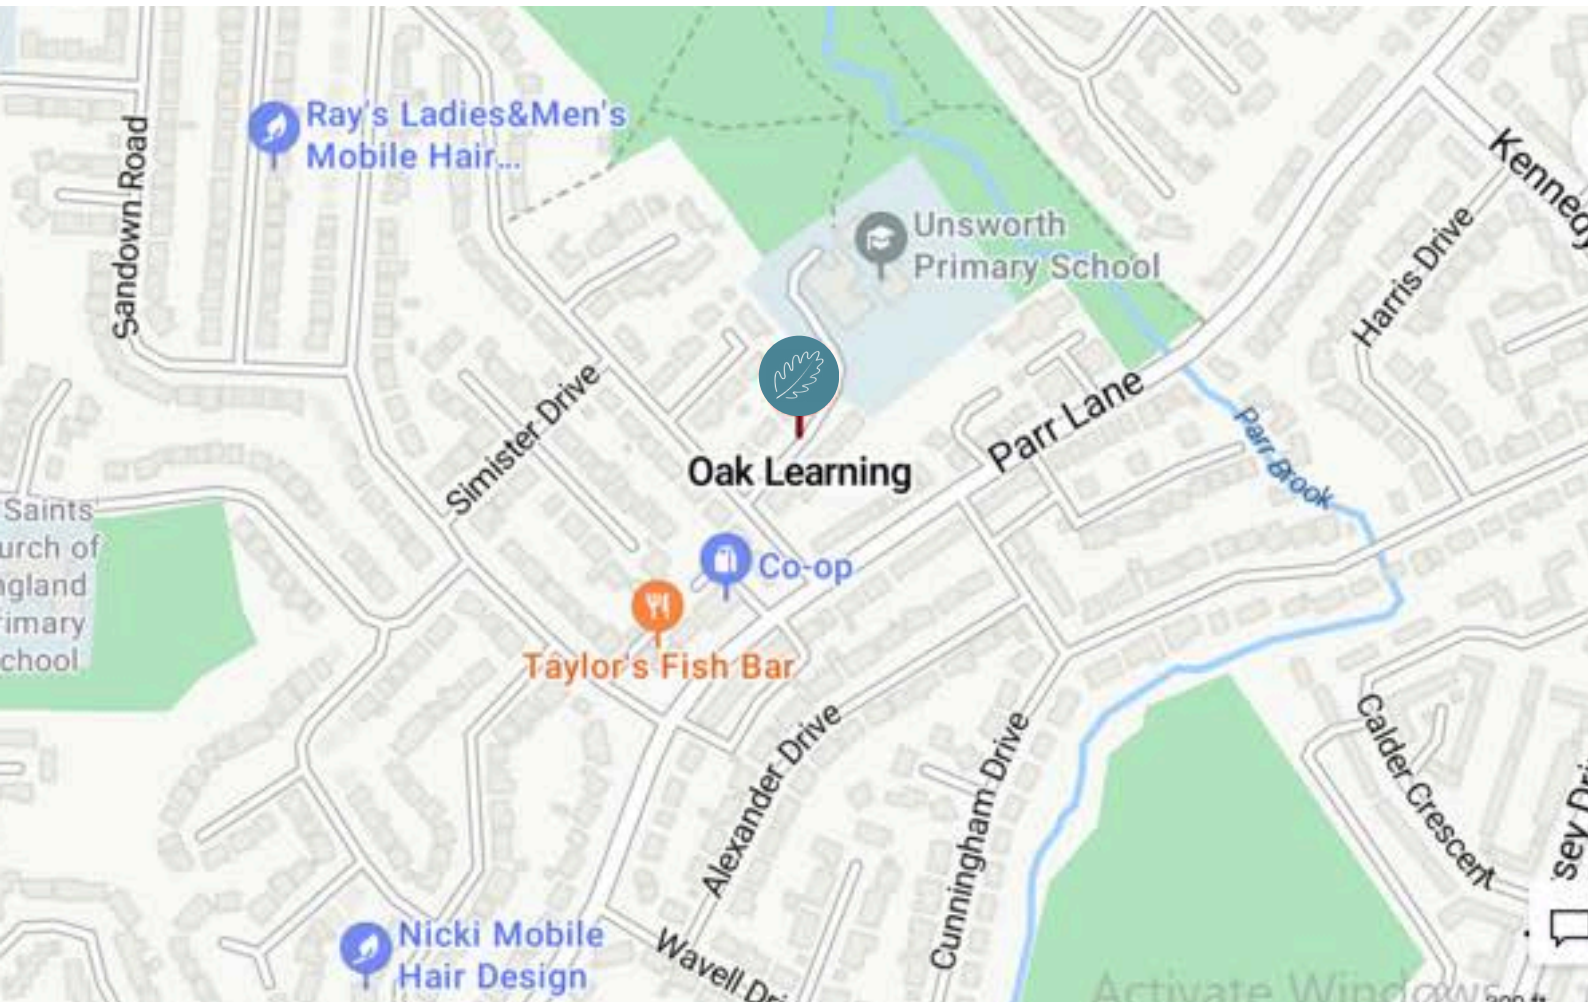 Ray's Ladies&Men's
Mobile Hair...
Sandown Road
Unsworth
Primary School
Kennedy
Harris Drive
Simister Drive
Parr Lane
Parr Brook
Oak Learning
Saints
urch of
ngland
rimary
chool
Co-op
Taylor's Fish Bar
Alexander Drive
Cunningham Drive
Calder Crescent
sey Dri
Nicki Mobile
Hair Design
Wavell Dri
Activate Windows